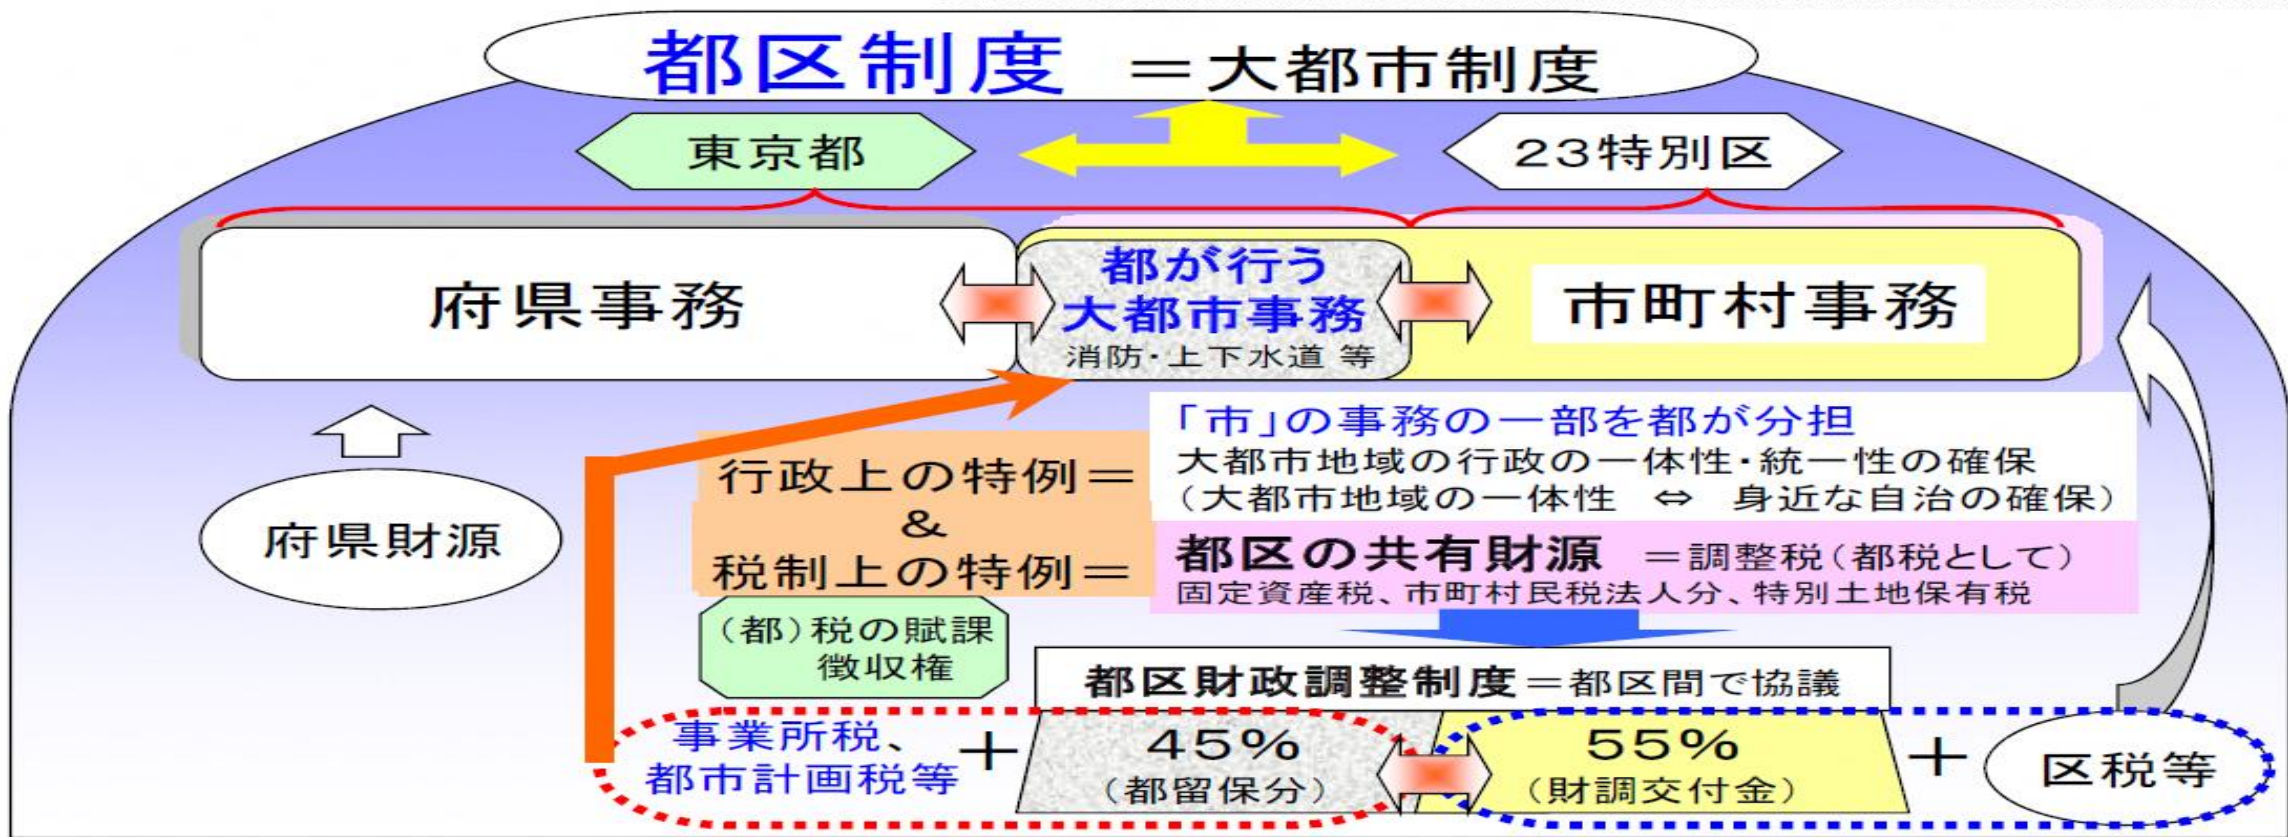 都区制度 ＝大都市制度
東京都
23特別区
府県事務
都が行う
大都市事務
消防・上下水道 等
市町村事務
府県財源
行政上の特例＝
＆
税制上の特例＝
「市」の事務の一部を都が分担
大都市地域の行政の一体性・統一性の確保
（大都市地域の一体性 ⇔ 身近な自治の確保）
都区の共有財源 ＝調整税（都税として）
固定資産税、市町村民税法人分、特別土地保有税
（都）税の賦課
徴収権
都区財政調整制度＝都区間で協議
事業所税、
都市計画税等
＋
45％
（都留保分）
55％
（財調交付金）
＋
区税等